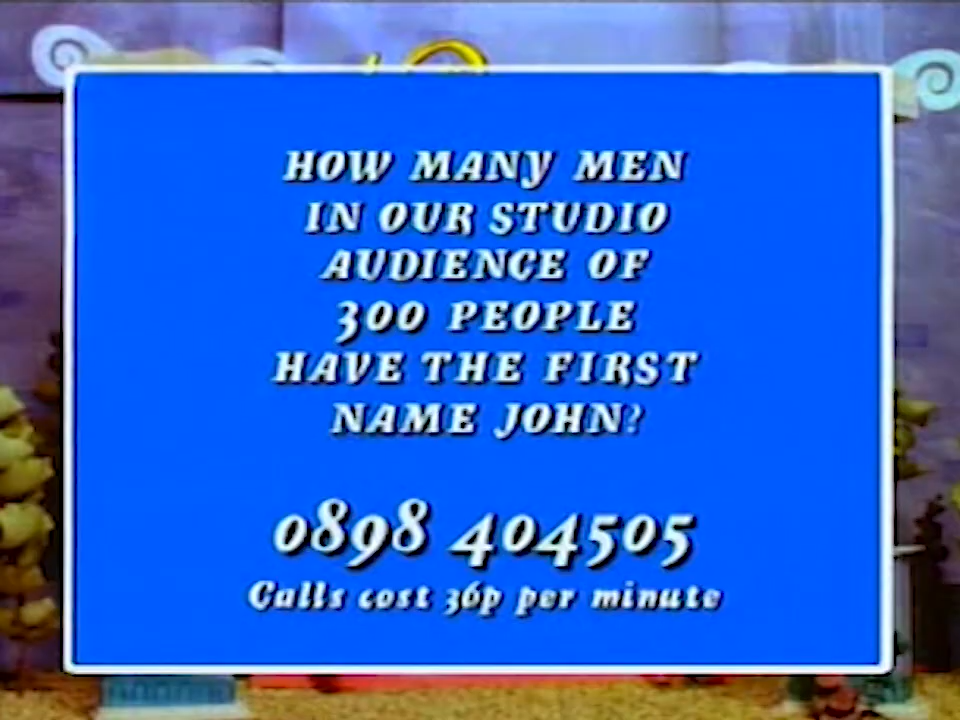 HOW MANY MEN
IN OUR STUDIO
AUDIENCE OF
300 PEOPLE
HAVE THE FIRST
NAME JOHN?
0898 404505
Calls cost 36p per minute